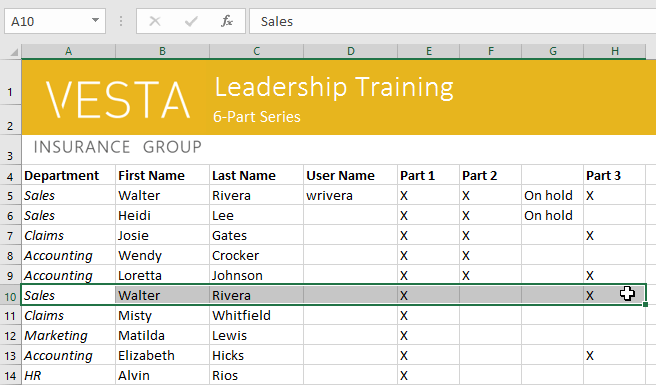 A10 fx Sales
A B C D E F G H
1 VESTA Leadership Training
2 6-Part Series
3 INSURANCE GROUP
4 Department First Name Last Name User Name Part 1 Part 2 Part 3
5 Sales Walter Rivera wrivera X X On hold X
6 Sales Heidi Lee X X On hold
7 Claims Josie Gates X X X
8 Accounting Wendy Crocker X X
9 Accounting Loretta Johnson X X X
10 Sales Walter Rivera X X
11 Claims Misty Whitfield X
12 Marketing Matilda Lewis X
13 Accounting Elizabeth Hicks X X
14 HR Alvin Rios X